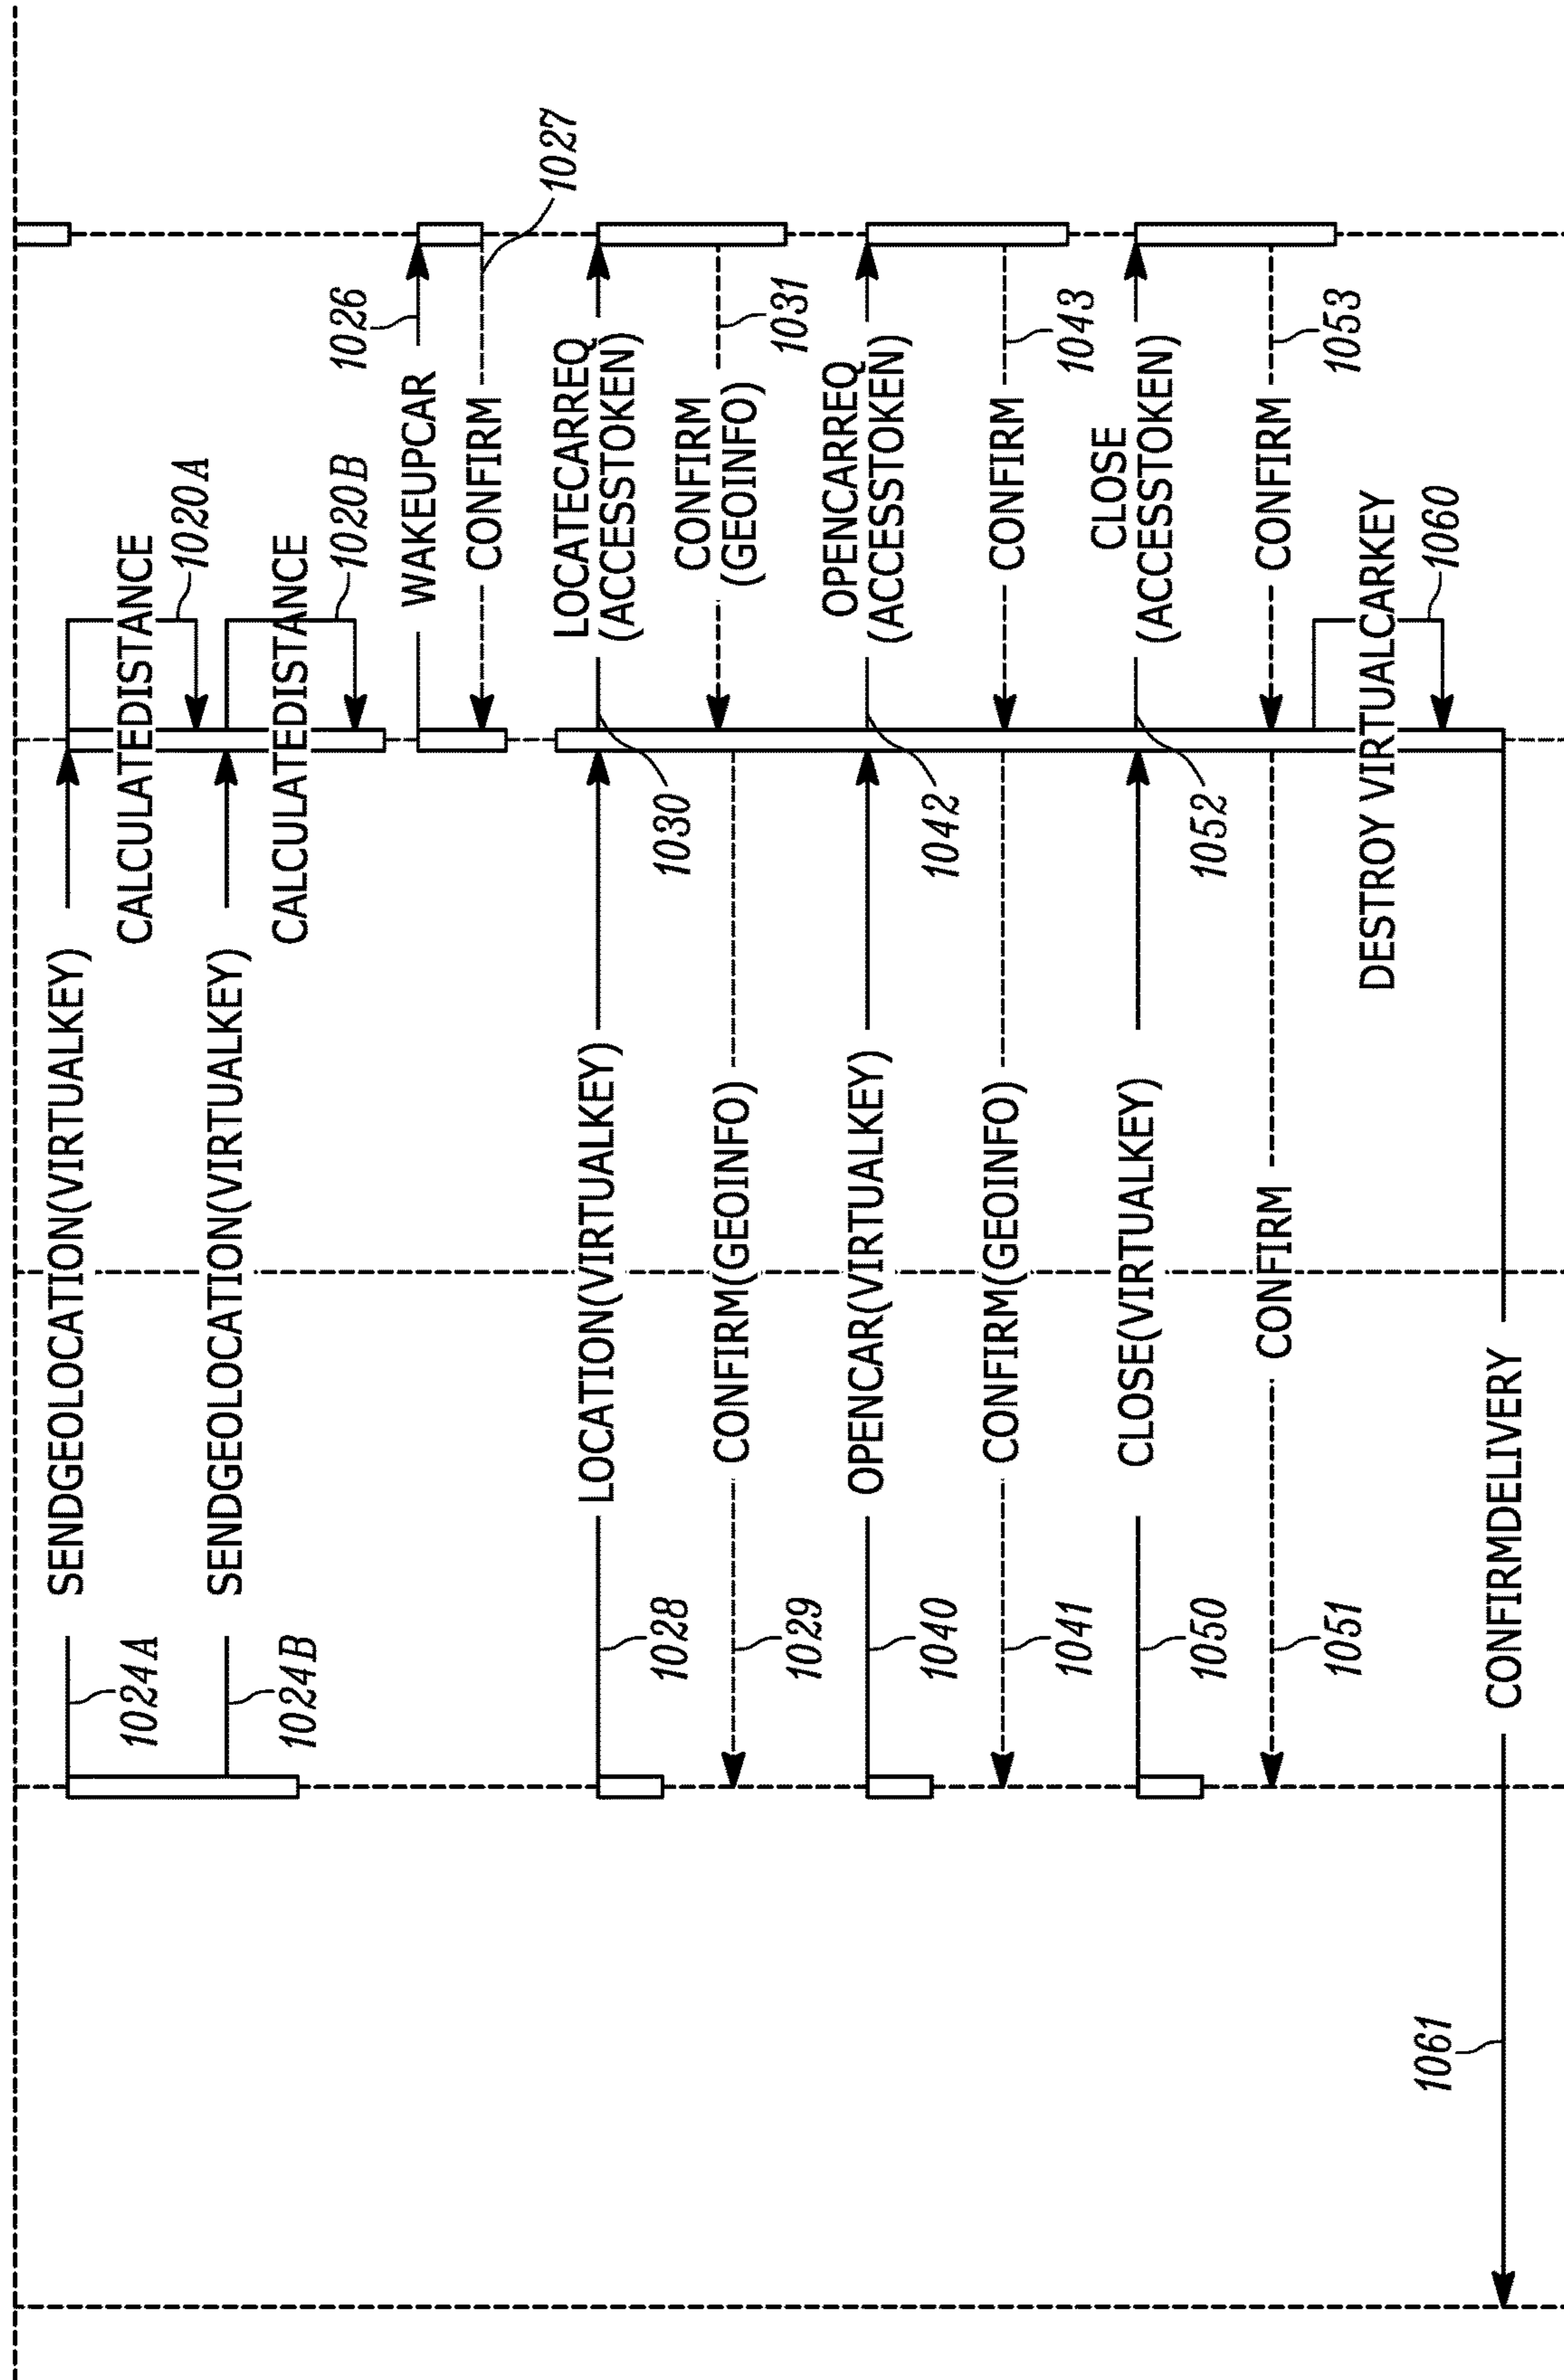 SENDGEOLOCATION(VIRTUALKEY)
1024A
CALCULATEDISTANCE
1020A
SENDGEOLOCATION(VIRTUALKEY)
1024B
CALCULATEDISTANCE
1020B
WAKEUPCAR
1026
CONFIRM
1027
LOCATION(VIRTUALKEY)
1028
LOCATECARREQ
(ACCESSTOKEN)
1030
CONFIRM(GEOINFO)
1029
CONFIRM
(GEOINFO)
1031
OPENCAR(VIRTUALKEY)
1040
OPENCARREQ
(ACCESSTOKEN)
1042
CONFIRM(GEOINFO)
1041
CONFIRM
1043
CLOSE(VIRTUALKEY)
1050
CLOSE
(ACCESSTOKEN)
1052
CONFIRM
1051
CONFIRM
1053
DESTROY VIRTUALCARKEY
1060
1061
CONFIRMDELIVERY